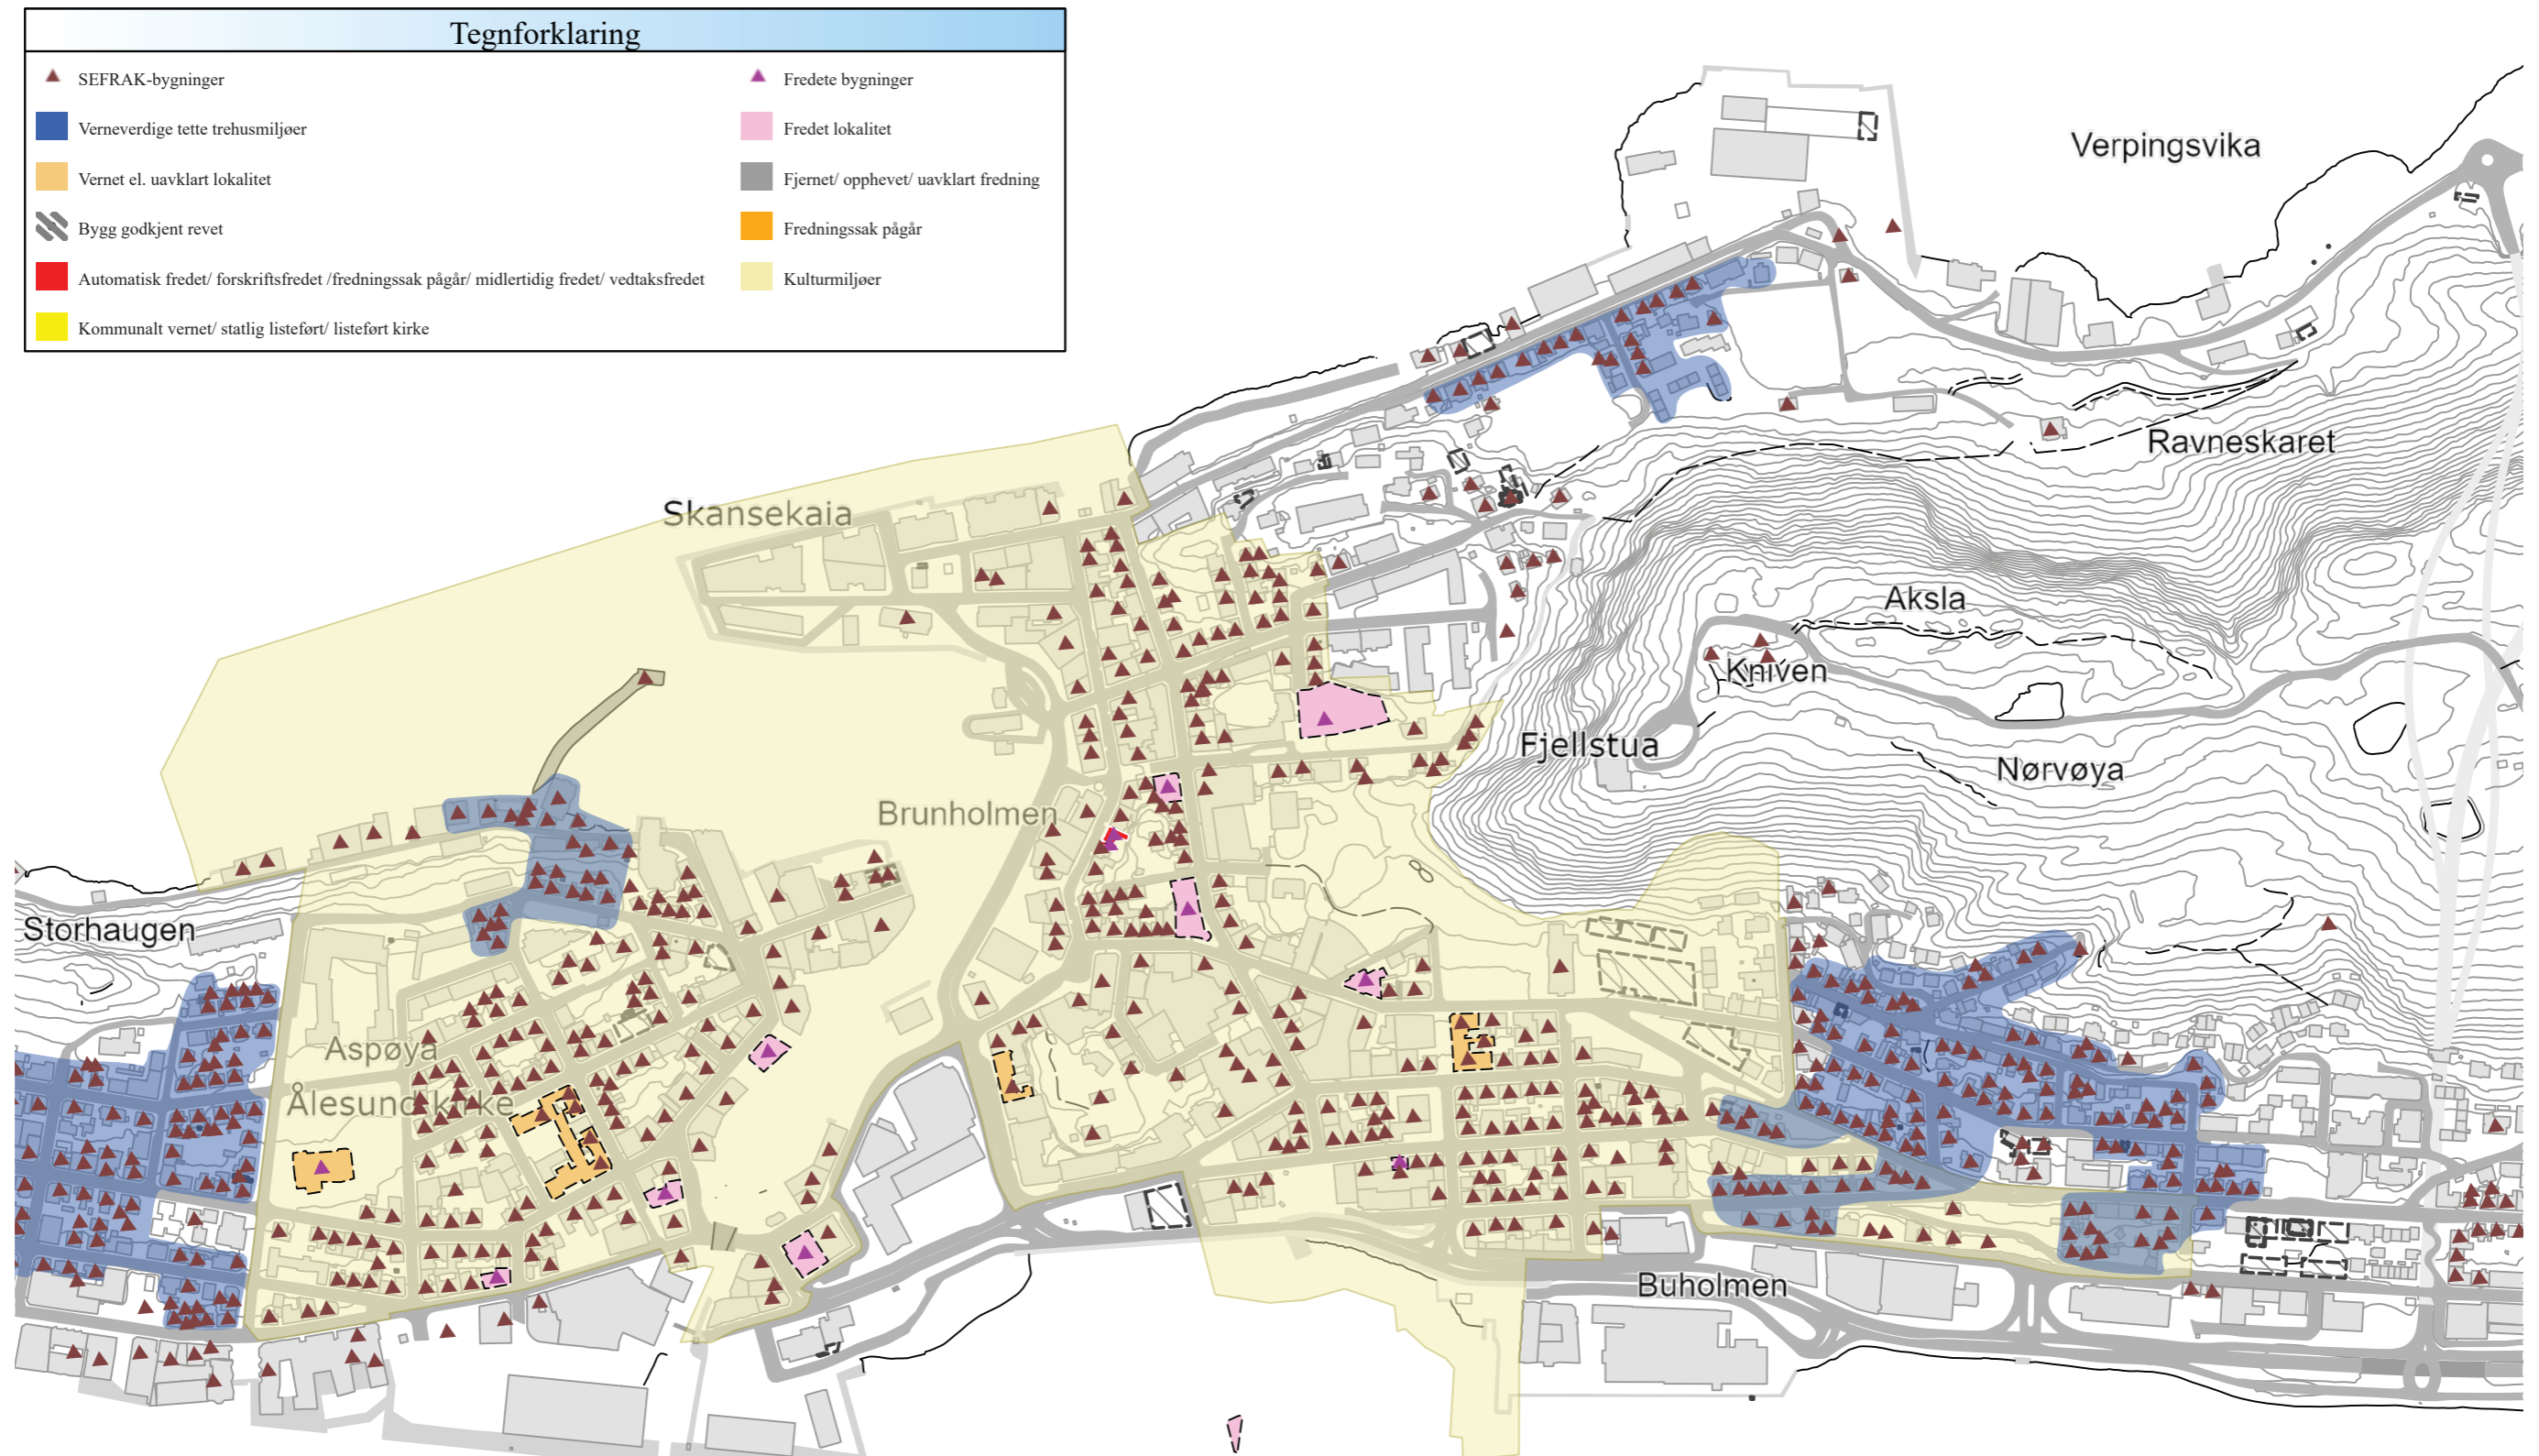 Tegnforklaring
SEFRAK-bygninger
Verneverdige tette trehusmiljøer
Vernet el. uavklart lokalitet
Bygg godkjent revet
Automatisk fredet/ forskriftsfredet /fredningssak pågår/ midlertidig fredet/ vedtaksfredet
Kommunalt vernet/ statlig listeført/ listeført kirke
Fredete bygninger
Fredet lokalitet
Fjernet/ opphevet/ uavklart fredning
Fredningssak pågår
Kulturmiljøer
Verpingsvika
Ravneskaret
Skansekaia
Aksla
Kniven
Fjellstua
Nørvøya
Brunholmen
Storhaugen
Aspøya
Ålesund kirke
Buholmen